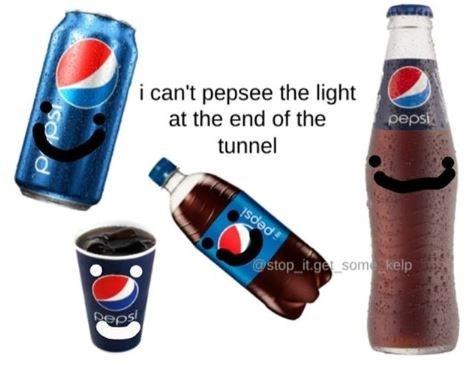 i can't pepsee the light
at the end of the
tunnel
pepsi
pepsi
pepsi
@stop_it.get_some_kelp
pepsi